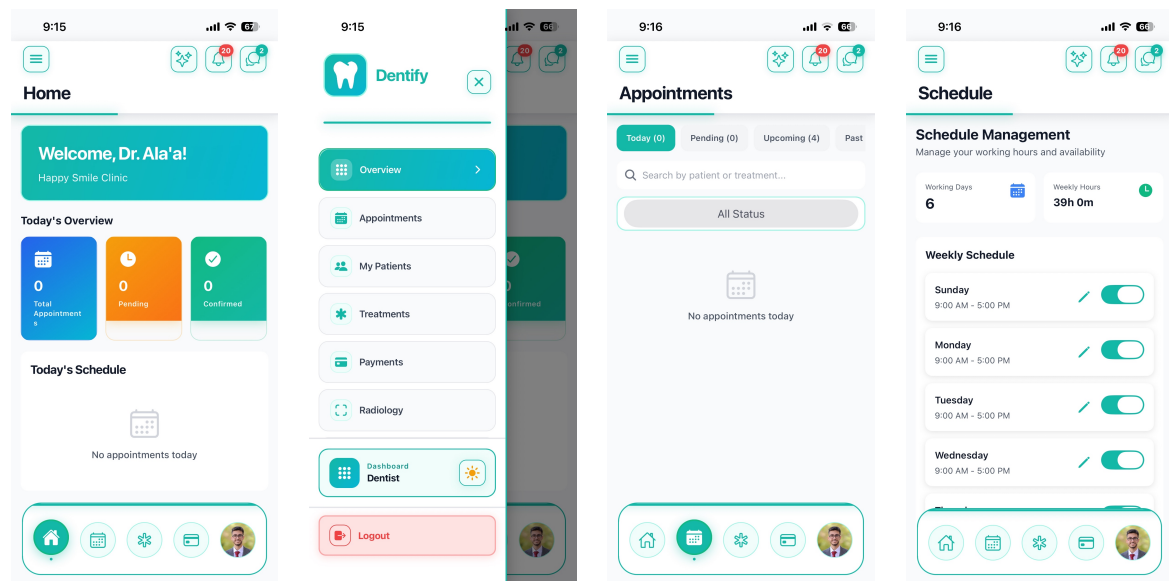 9:15
67
20
2
Home
Welcome, Dr. Ala'a!
Happy Smile Clinic
Today's Overview
0
Total
Appointment
s
0
Pending
0
Confirmed
Today's Schedule
No appointments today
9:15
66
20
2
Dentify
Overview
Appointments
My Patients
Treatments
Payments
Radiology
Dashboard
Dentist
Logout
onfirmed
9:16
66
20
2
Appointments
Today (0)
Pending (0)
Upcoming (4)
Past
Search by patient or treatment...
All Status
No appointments today
9:16
66
20
2
Schedule
Schedule Management
Manage your working hours and availability
Working Days
6
Weekly Hours
39h 0m
Weekly Schedule
Sunday
9:00 AM - 5:00 PM
Monday
9:00 AM - 5:00 PM
Tuesday
9:00 AM - 5:00 PM
Wednesday
9:00 AM - 5:00 PM